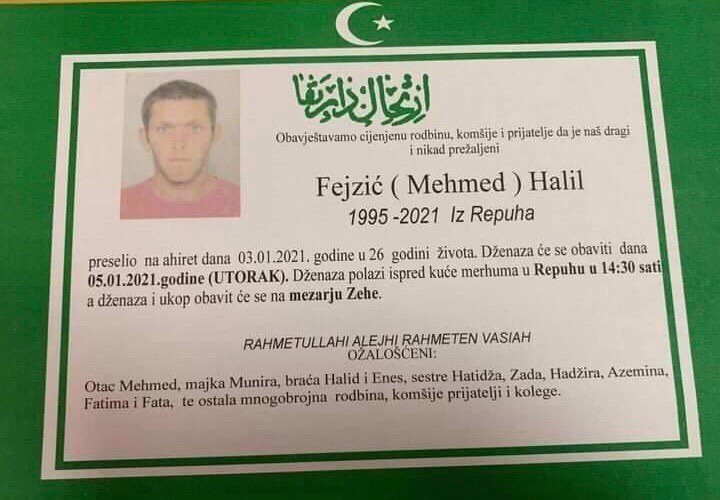 ارتحال دار بقا
Obavještavamo cijenjenu rodbinu, komšije i prijatelje da je naš dragi
i nikad prežaljeni
Fejzić ( Mehmed ) Halil
1995 -2021 Iz Repuha
preselio na ahiret dana 03.01.2021. godine u 26 godini života. Dženaza će se obaviti dana
05.01.2021.godine (UTORAK). Dženaza polazi ispred kuće merhuma u Repuhu u 14:30 sati
a dženaza i ukop obavit će se na mezarju Zehe.
RAHMETULLAHI ALEJHI RAHMETEN VASIAH
OŽALOŠĆENI:
Otac Mehmed, majka Munira, braća Halid i Enes, sestre Hatidža, Zada, Hadžira, Azemina,
Fatima i Fata, te ostala mnogobrojna rodbina, komšije prijatelji i kolege.